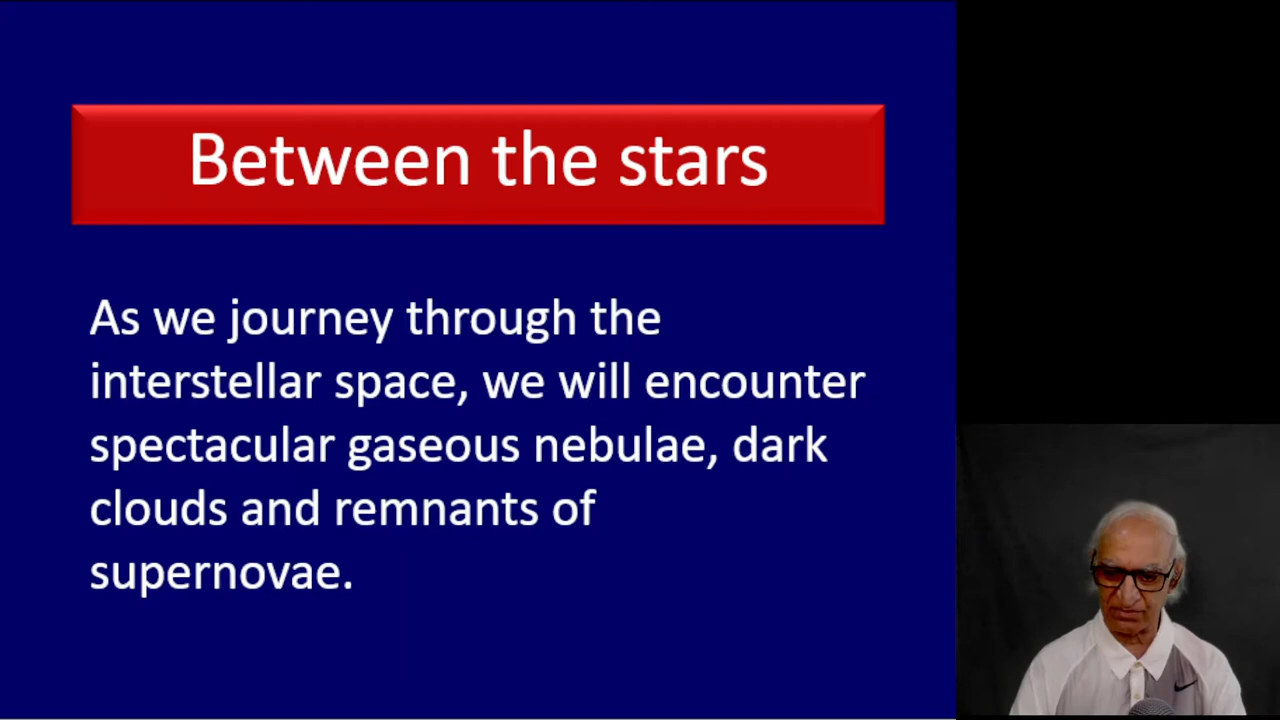 Between the stars
As we journey through the
interstellar space, we will encounter
spectacular gaseous nebulae, dark
clouds and remnants of
supernovae.